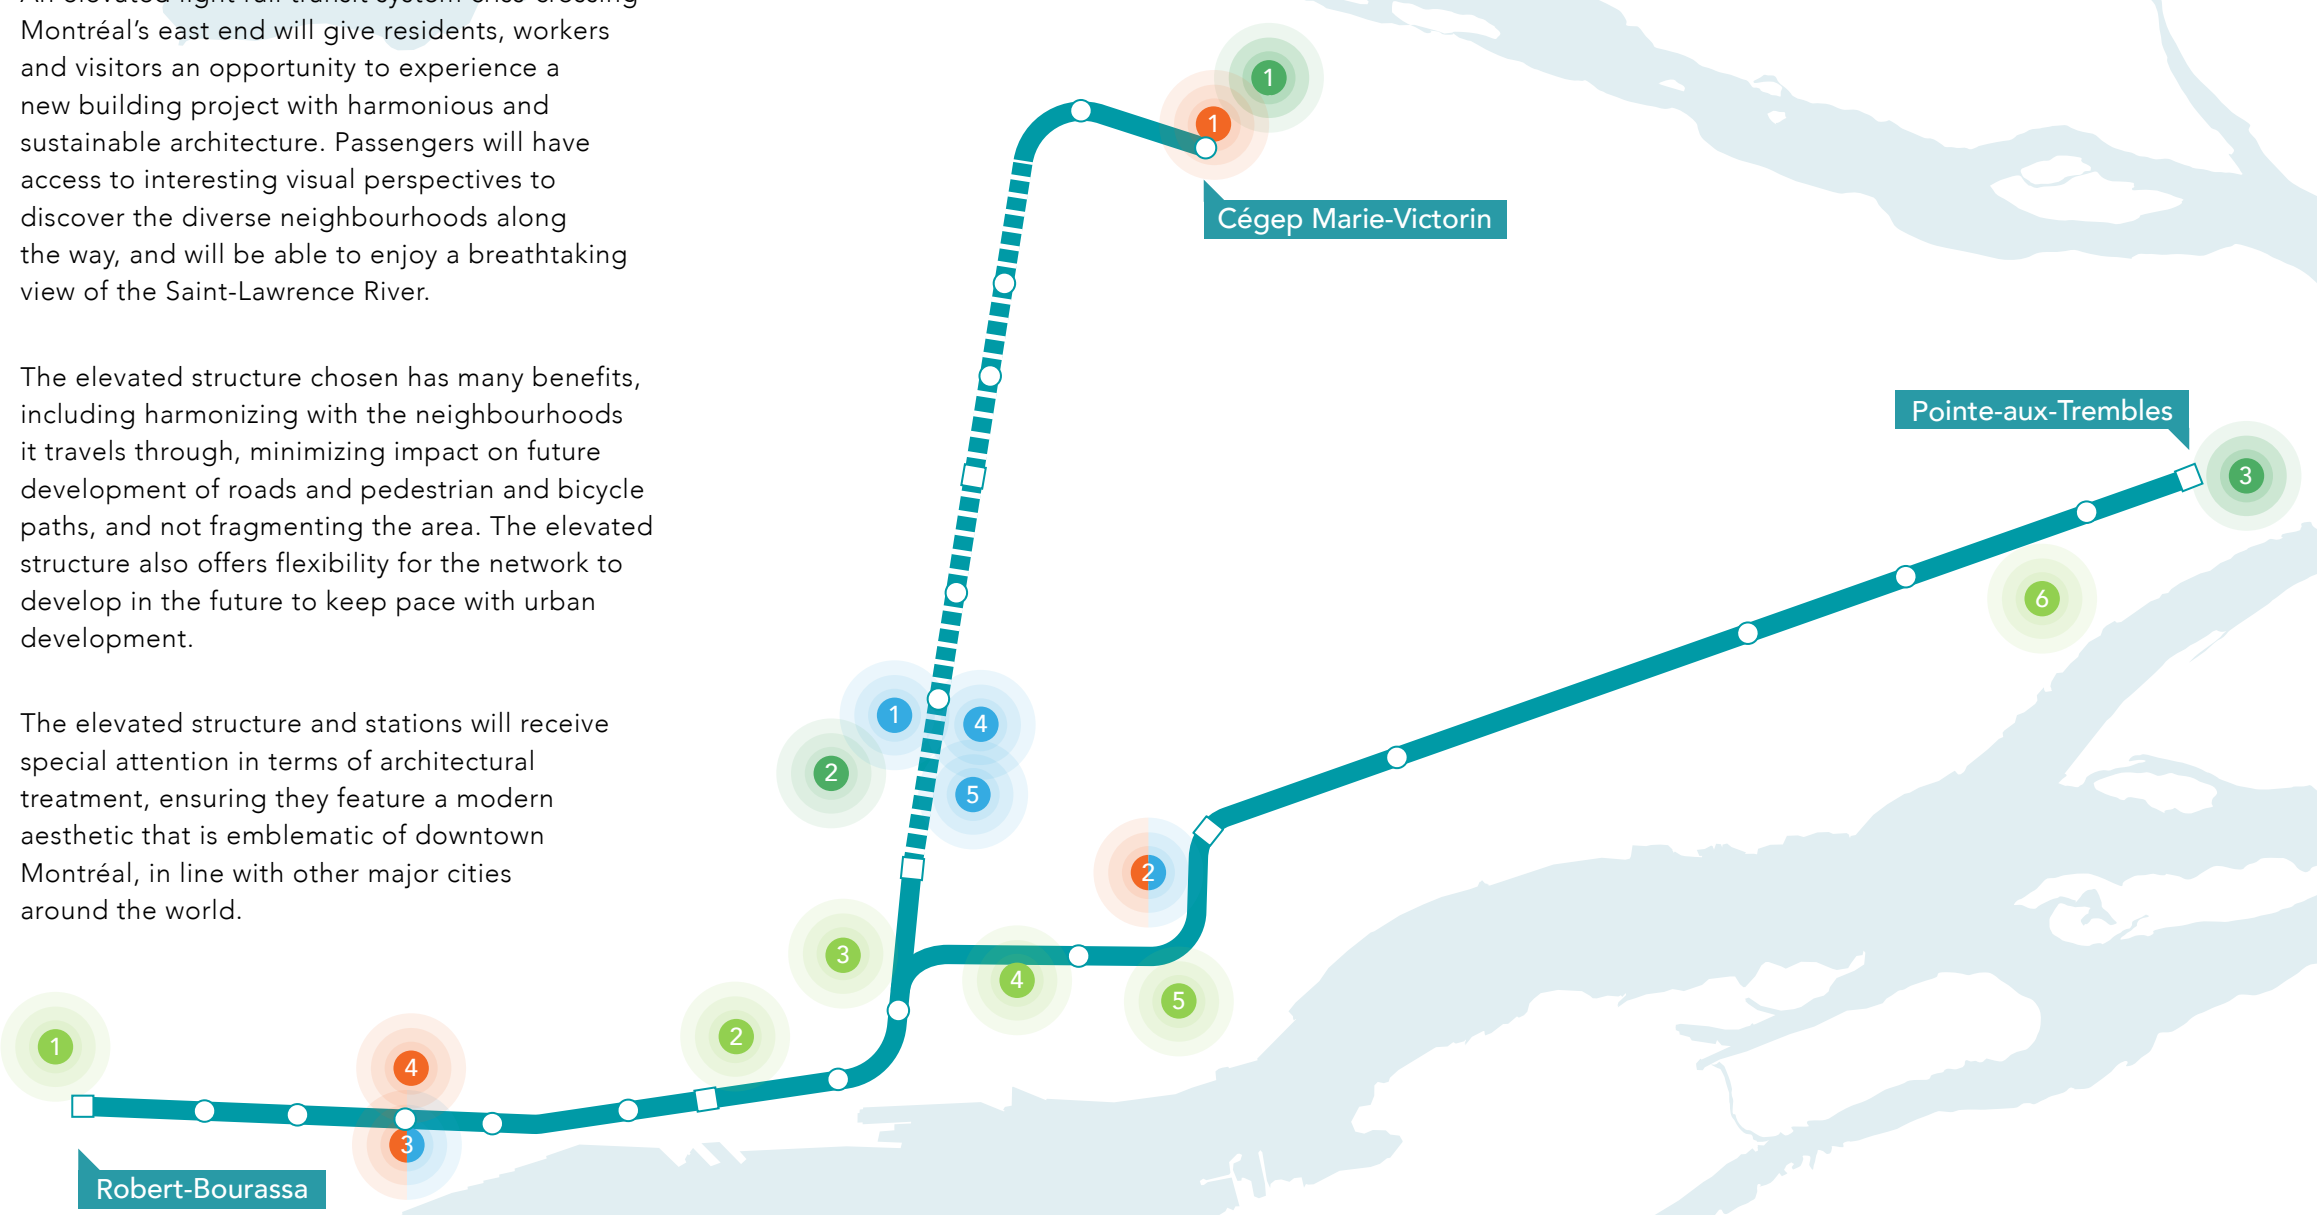 An elevated light rail transit system criss-crossing
Montréal’s east end will give residents, workers
and visitors an opportunity to experience a
new building project with harmonious and
sustainable architecture. Passengers will have
access to interesting visual perspectives to
discover the diverse neighbourhoods along
the way, and will be able to enjoy a breathtaking
view of the Saint-Lawrence River.
The elevated structure chosen has many benefits,
including harmonizing with the neighbourhoods
it travels through, minimizing impact on future
development of roads and pedestrian and bicycle
paths, and not fragmenting the area. The elevated
structure also offers flexibility for the network to
develop in the future to keep pace with urban
development.
The elevated structure and stations will receive
special attention in terms of architectural
treatment, ensuring they feature a modern
aesthetic that is emblematic of downtown
Montréal, in line with other major cities
around the world.
1
1
Cégep Marie-Victorin
Pointe-aux-Trembles
3
6
1
4
2
5
2
3
4
5
2
1
4
3
Robert-Bourassa